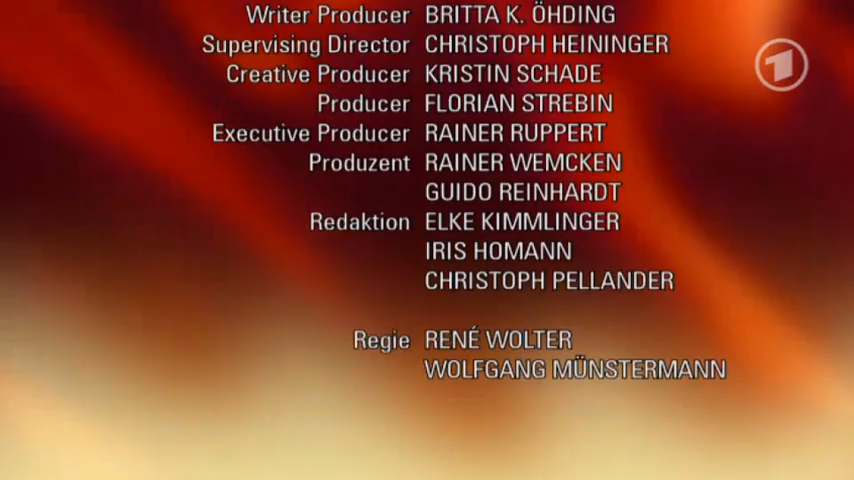 Writer Producer BRITTA K. ÖHDING
Supervising Director CHRISTOPH HEININGER
Creative Producer KRISTIN SCHADE
Producer FLORIAN STREBIN
Executive Producer RAINER RUPPERT
Produzent RAINER WEMCKEN
GUIDO REINHARDT
Redaktion ELKE KIMMLINGER
IRIS HOMANN
CHRISTOPH PELLANDER
Regie RENÉ WOLTER
WOLFGANG MÜNSTERMANN
1